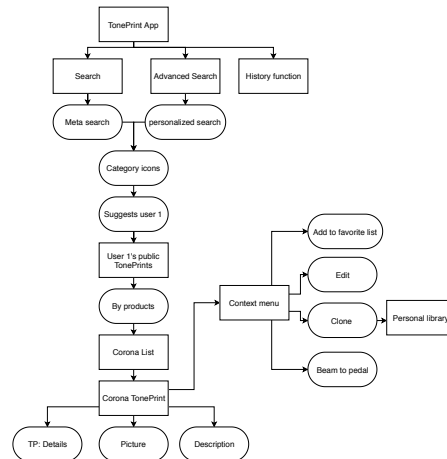 TonePrint App
Search
Advanced Search
History function
Meta search
personalized search
Category icons
Suggests user 1
Add to favorite list
User 1's public
TonePrints
Edit
By products
Context menu
Clone
Personal library
Corona List
Beam to pedal
Corona TonePrint
TP: Details
Picture
Description